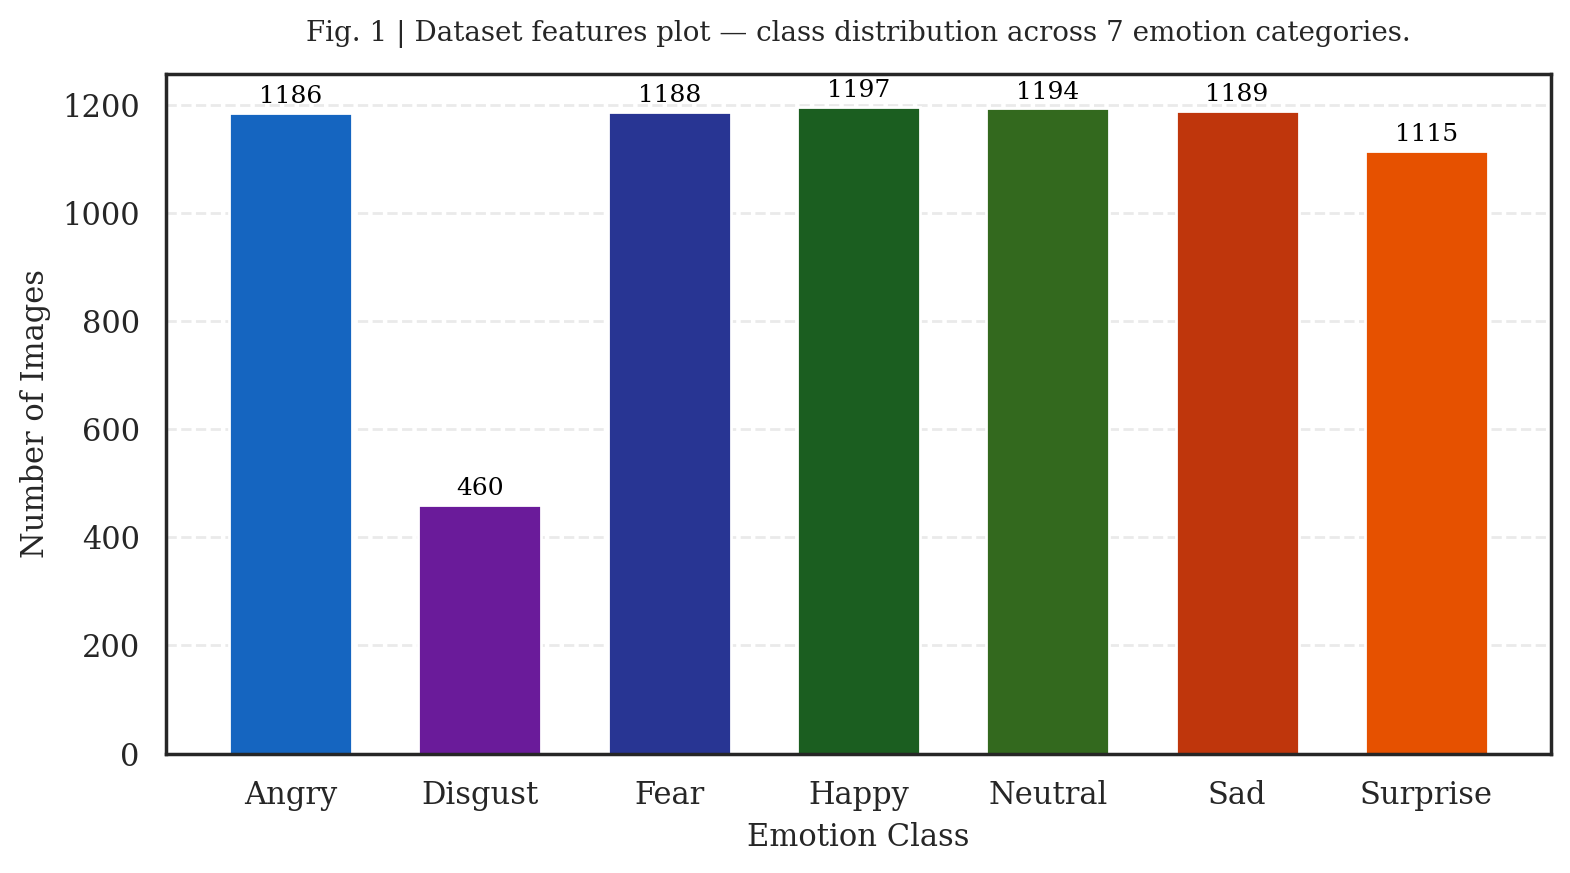 Fig. 1 | Dataset features plot — class distribution across 7 emotion categories.
1186
460
1188
1197
1194
1189
1115
1200
1000
800
600
400
200
0
Number of Images
Angry
Disgust
Fear
Happy
Neutral
Sad
Surprise
Emotion Class